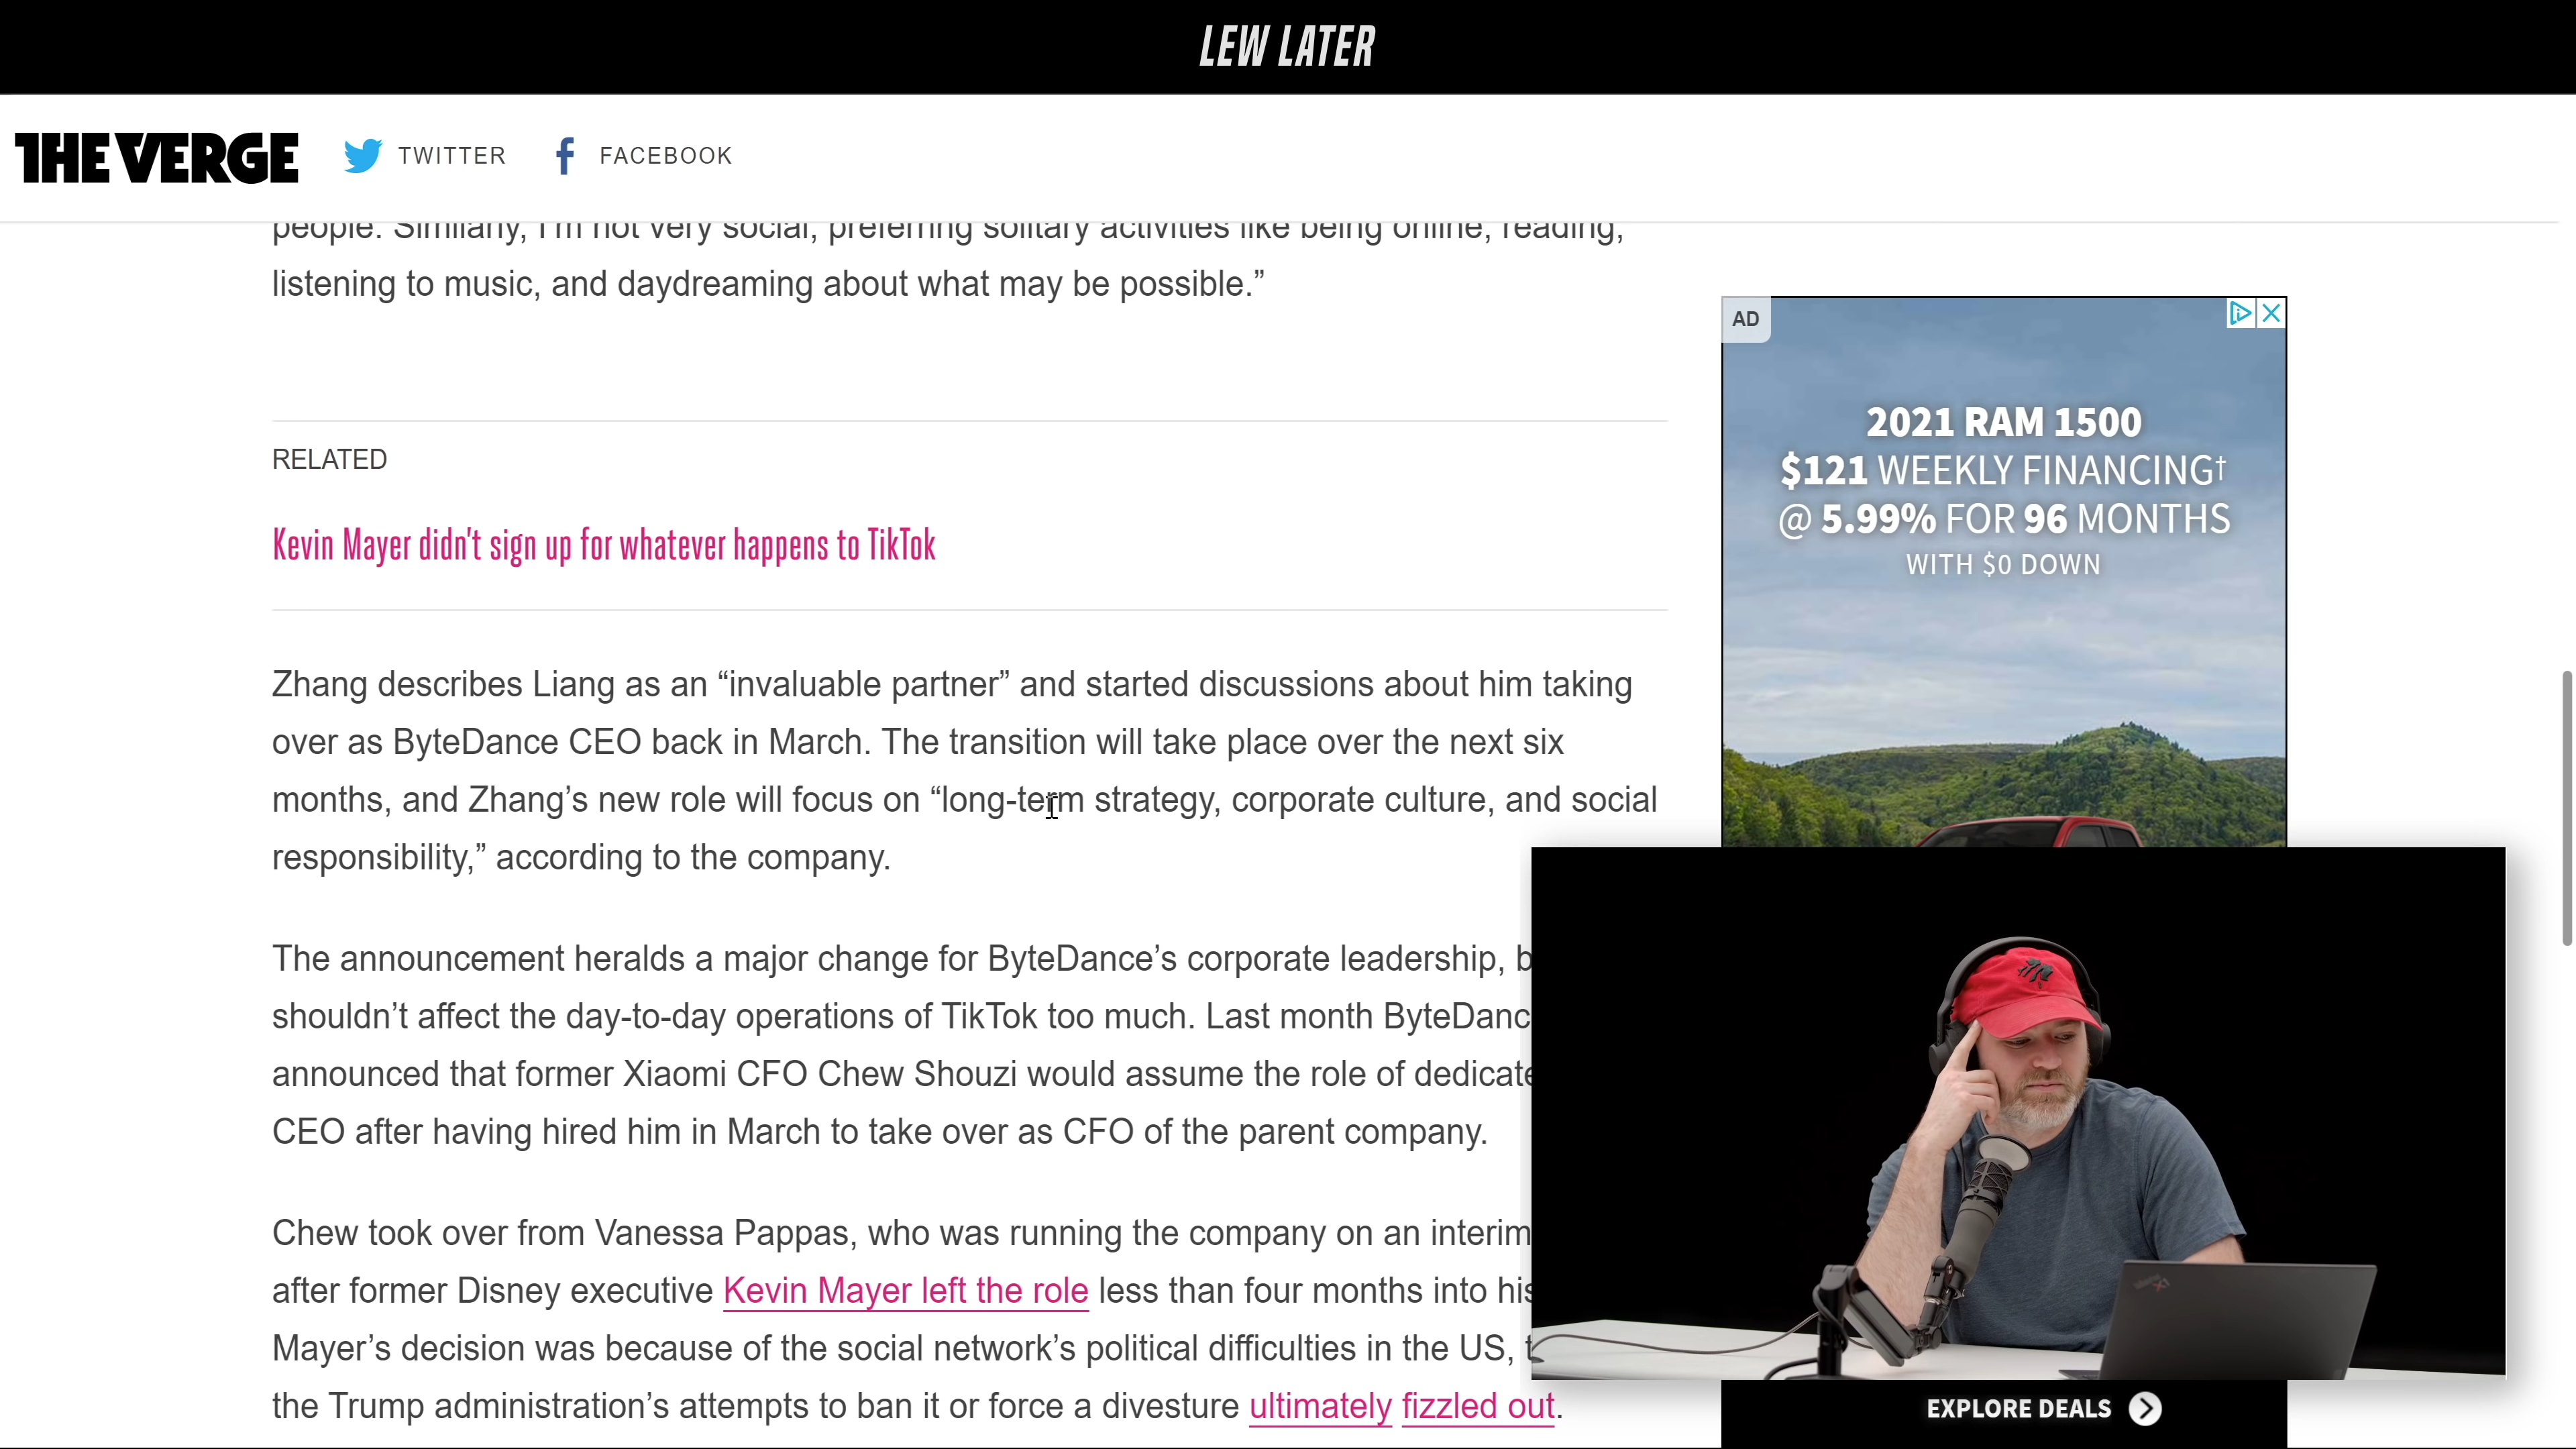 LEW LATER
THE VERGE
TWITTER
FACEBOOK
people. Similarly, I'm not very social, preferring solitary activities like being online, reading,
listening to music, and daydreaming about what may be possible.”
RELATED
Kevin Mayer didn't sign up for whatever happens to TikTok
Zhang describes Liang as an “invaluable partner” and started discussions about him taking
over as ByteDance CEO back in March. The transition will take place over the next six
months, and Zhang’s new role will focus on “long-term strategy, corporate culture, and social
responsibility,” according to the company.
The announcement heralds a major change for ByteDance’s corporate leadership,
shouldn’t affect the day-to-day operations of TikTok too much. Last month
announced that former Xiaomi CFO Chew Shouzi would assume the role of
CEO after having hired him in March to take over as CFO of the parent company.
Chew took over from Vanessa Pappas, who was running the company on an interim
after former Disney executive Kevin Mayer left the role less than four months into
Mayer’s decision was because of the social network’s political difficulties in the US,
the Trump administration’s attempts to ban it or force a divesture ultimately fizzled out.
AD
2021 RAM 1500
$121 WEEKLY FINANCING†
@ 5.99% FOR 96 MONTHS
WITH $0 DOWN
EXPLORE DEALS